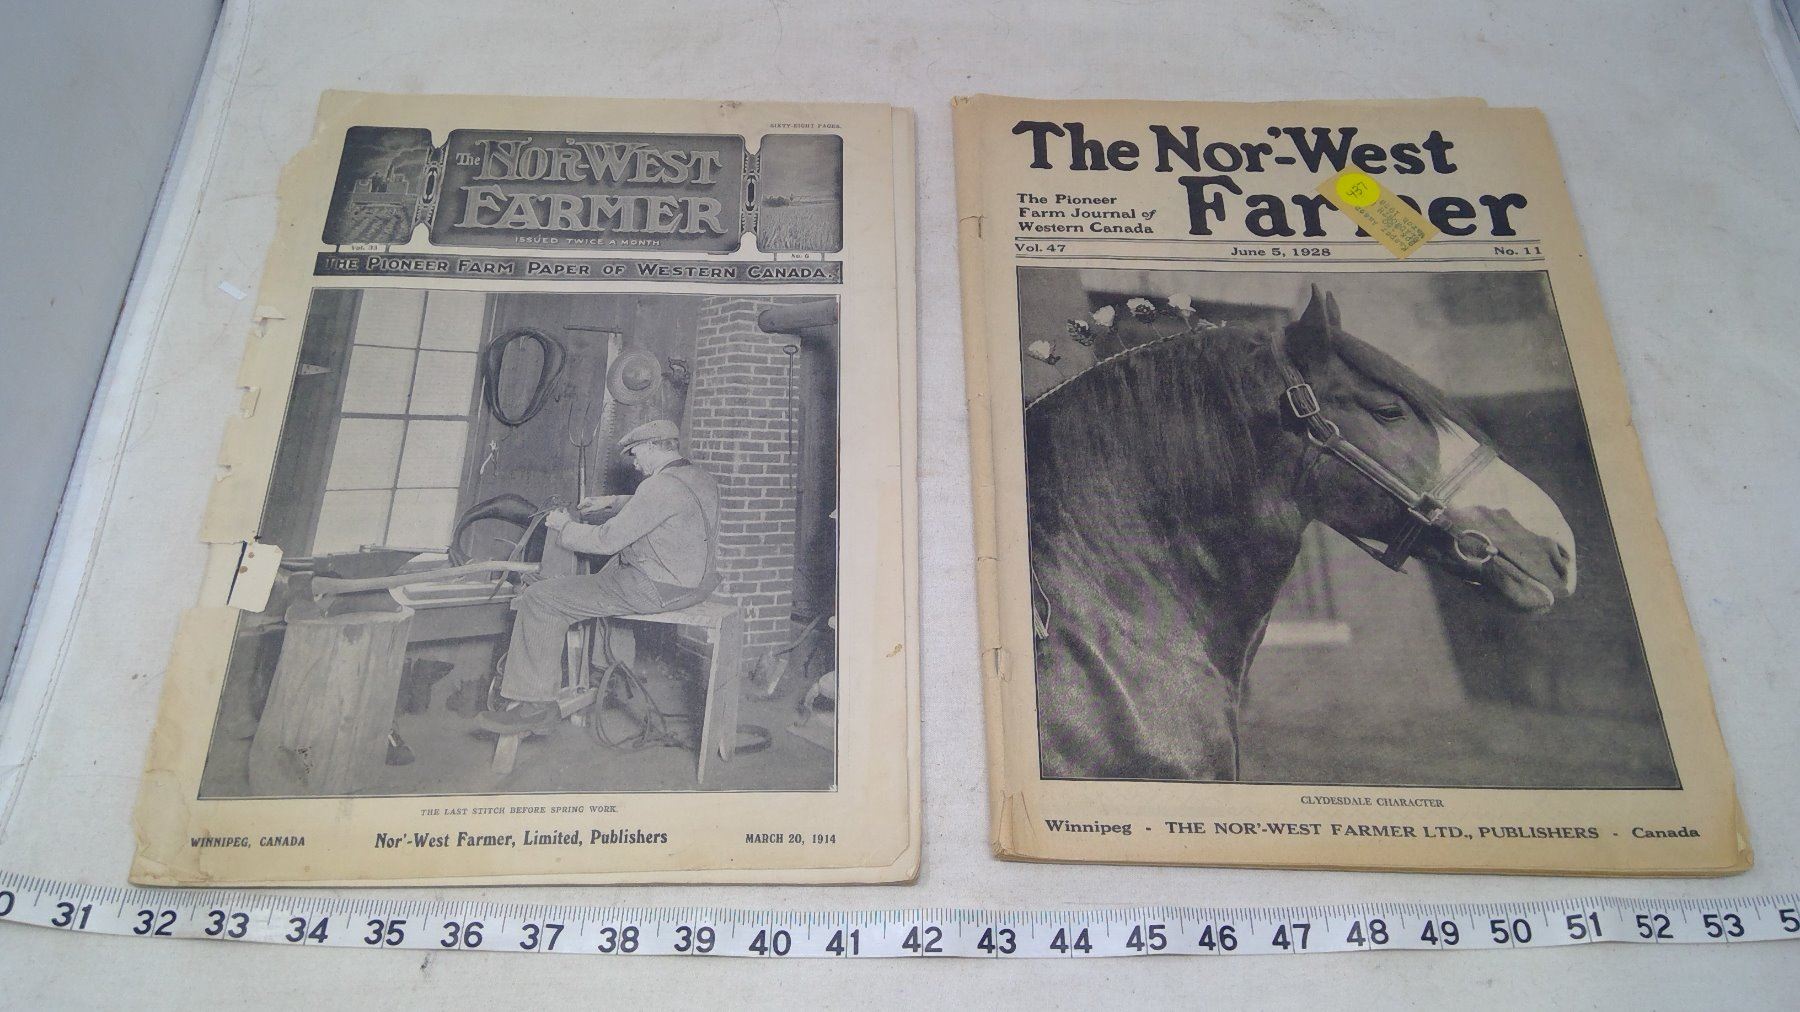 SIXTY-EIGHT PAGES.
The NOR'-WEST
FARMER
ISSUED TWICE A MONTH
Vol. 33
No. 6
THE PIONEER FARM PAPER OF WESTERN CANADA.
THE LAST STITCH BEFORE SPRING WORK.
WINNIPEG, CANADA Nor'-West Farmer, Limited, Publishers MARCH 20, 1914
The Nor'-West
Farmer
The Pioneer
Farm Journal of
Western Canada
Vol. 47 June 5, 1928 No. 11
CLYDESDALE CHARACTER
Winnipeg - THE NOR'-WEST FARMER LTD., PUBLISHERS - Canada
31 32 33 34 35 36 37 38 39 40 41 42 43 44 45 46 47 48 49 50 51 52 53